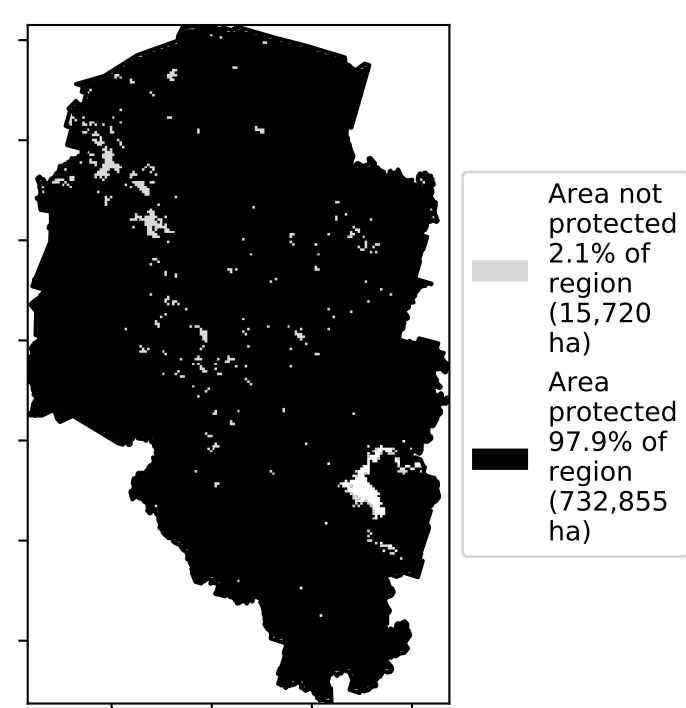 Area not
protected
2.1% of
region
(15,720
ha)
Area
protected
97.9% of
region
(732,855
ha)